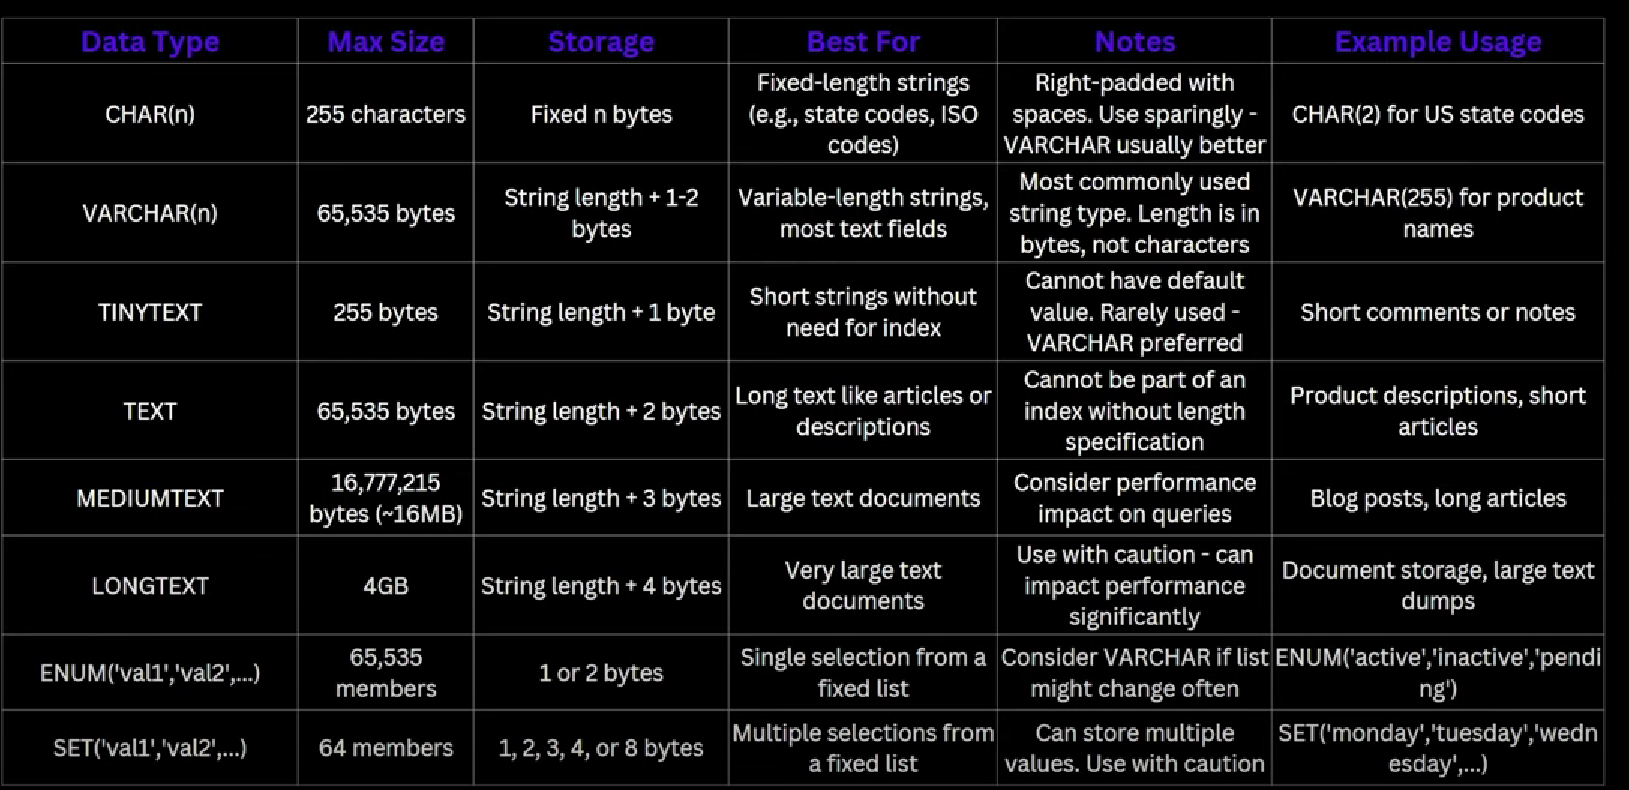 Data Type Max Size Storage Best For Notes Example Usage
CHAR(n)
255 characters
Fixed n bytes
Fixed-length strings
(e.g., state codes, ISO
codes)
Right-padded with
spaces. Use sparingly -
VARCHAR usually better
CHAR(2) for US state codes
VARCHAR(n)
65,535 bytes
String length + 1-2
bytes
Variable-length strings,
most text fields
Most commonly used
string type. Length is in
bytes, not characters
VARCHAR(255) for product
names
TINYTEXT
255 bytes
String length + 1 byte
Short strings without
need for index
Cannot have default
value. Rarely used -
VARCHAR preferred
Short comments or notes
TEXT
65,535 bytes
String length + 2 bytes
Long text like articles or
descriptions
Cannot be part of an
index without length
specification
Product descriptions, short
articles
MEDIUMTEXT
16,777,215
bytes (~16MB)
String length + 3 bytes
Large text documents
Consider performance
impact on queries
Blog posts, long articles
LONGTEXT
4GB
String length + 4 bytes
Very large text
documents
Use with caution - can
impact performance
significantly
Document storage, large text
dumps
ENUM('val1','val2',...)
65,535
members
1 or 2 bytes
Single selection from a
fixed list
Consider VARCHAR if list
might change often
ENUM('active','inactive','pendi
ng')
SET('val1','val2',...)
64 members
1, 2, 3, 4, or 8 bytes
Multiple selections from
a fixed list
Can store multiple
values. Use with caution
SET('monday','tuesday','wedn
esday',...)